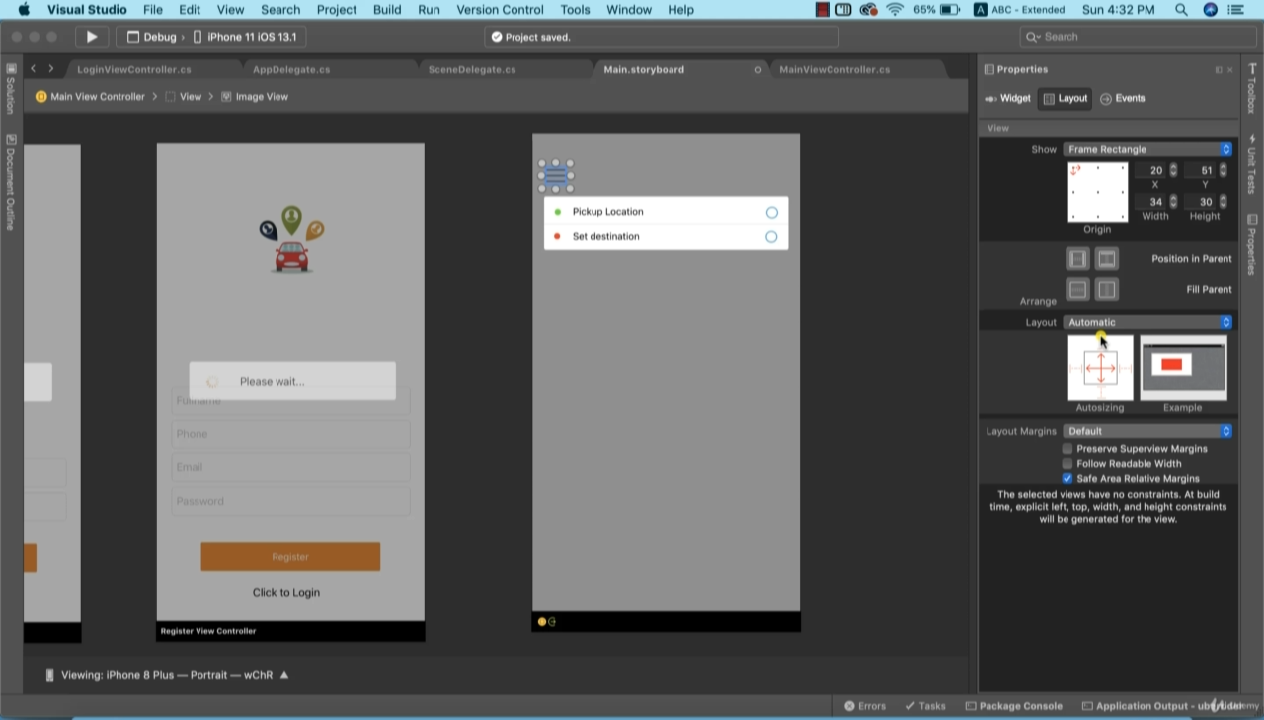 Visual Studio File Edit View Search Project Build Run Version Control Tools Window Help 65% A ABC - Extended Sun 4:32 PM
Debug › iPhone 11 iOS 13.1 Project saved. Search
LoginViewController.cs AppDelegate.cs SceneDelegate.cs Main.storyboard MainViewController.cs
Main View Controller > View > Image View
Solution
Document Outline
Pickup Location
Set destination
Please wait...
Fullname
Phone
Email
Password
Register
Click to Login
Register View Controller
Viewing: iPhone 8 Plus — Portrait — wChR
Properties
Widget Layout Events
View
Show Frame Rectangle
20 51
X Y
34 30
Width Height
Origin
Position in Parent
Fill Parent
Arrange
Layout Automatic
Autosizing Example
Layout Margins Default
Preserve Superview Margins
Follow Readable Width
Safe Area Relative Margins
The selected views have no constraints. At build
time, explicit left, top, width, and height constraints
will be generated for the view.
Toolbox
Unit Tests
Properties
Errors Tasks Package Console Application Output -